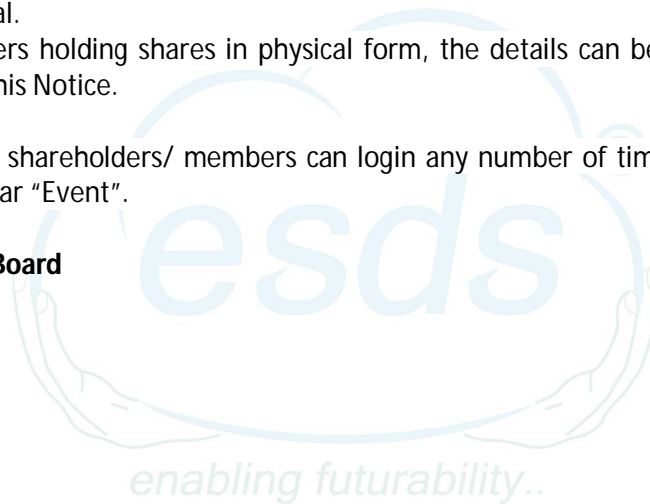 al.
ers holding shares in physical form, the details can be
his Notice.
shareholders/ members can login any number of tim
ar “Event”.
Board
esds
®
enabling futurability..